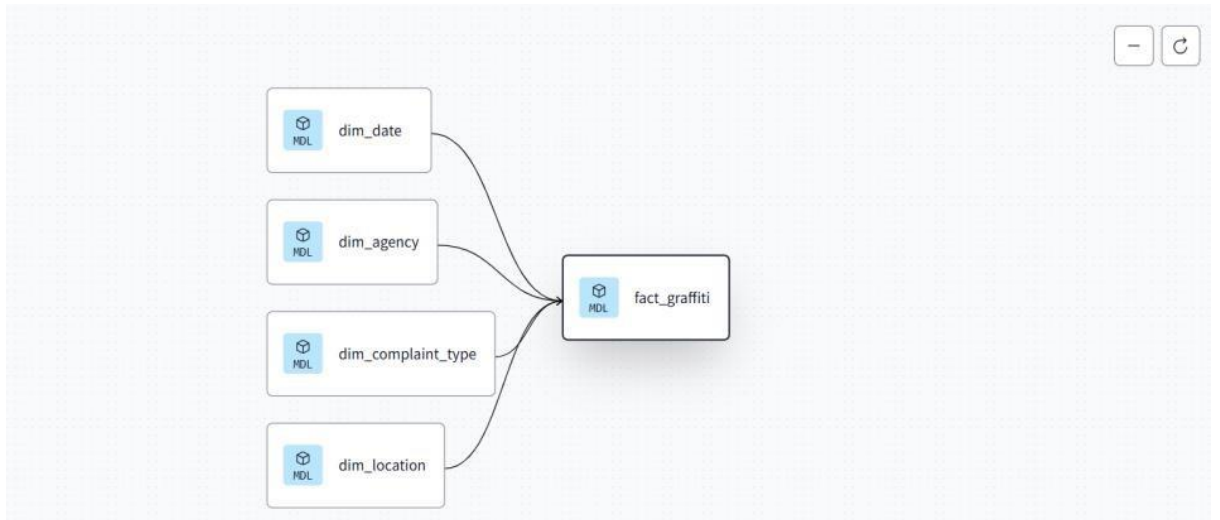 MDL
dim_date
MDL
dim_agency
MDL
fact_graffiti
MDL
dim_complaint_type
MDL
dim_location